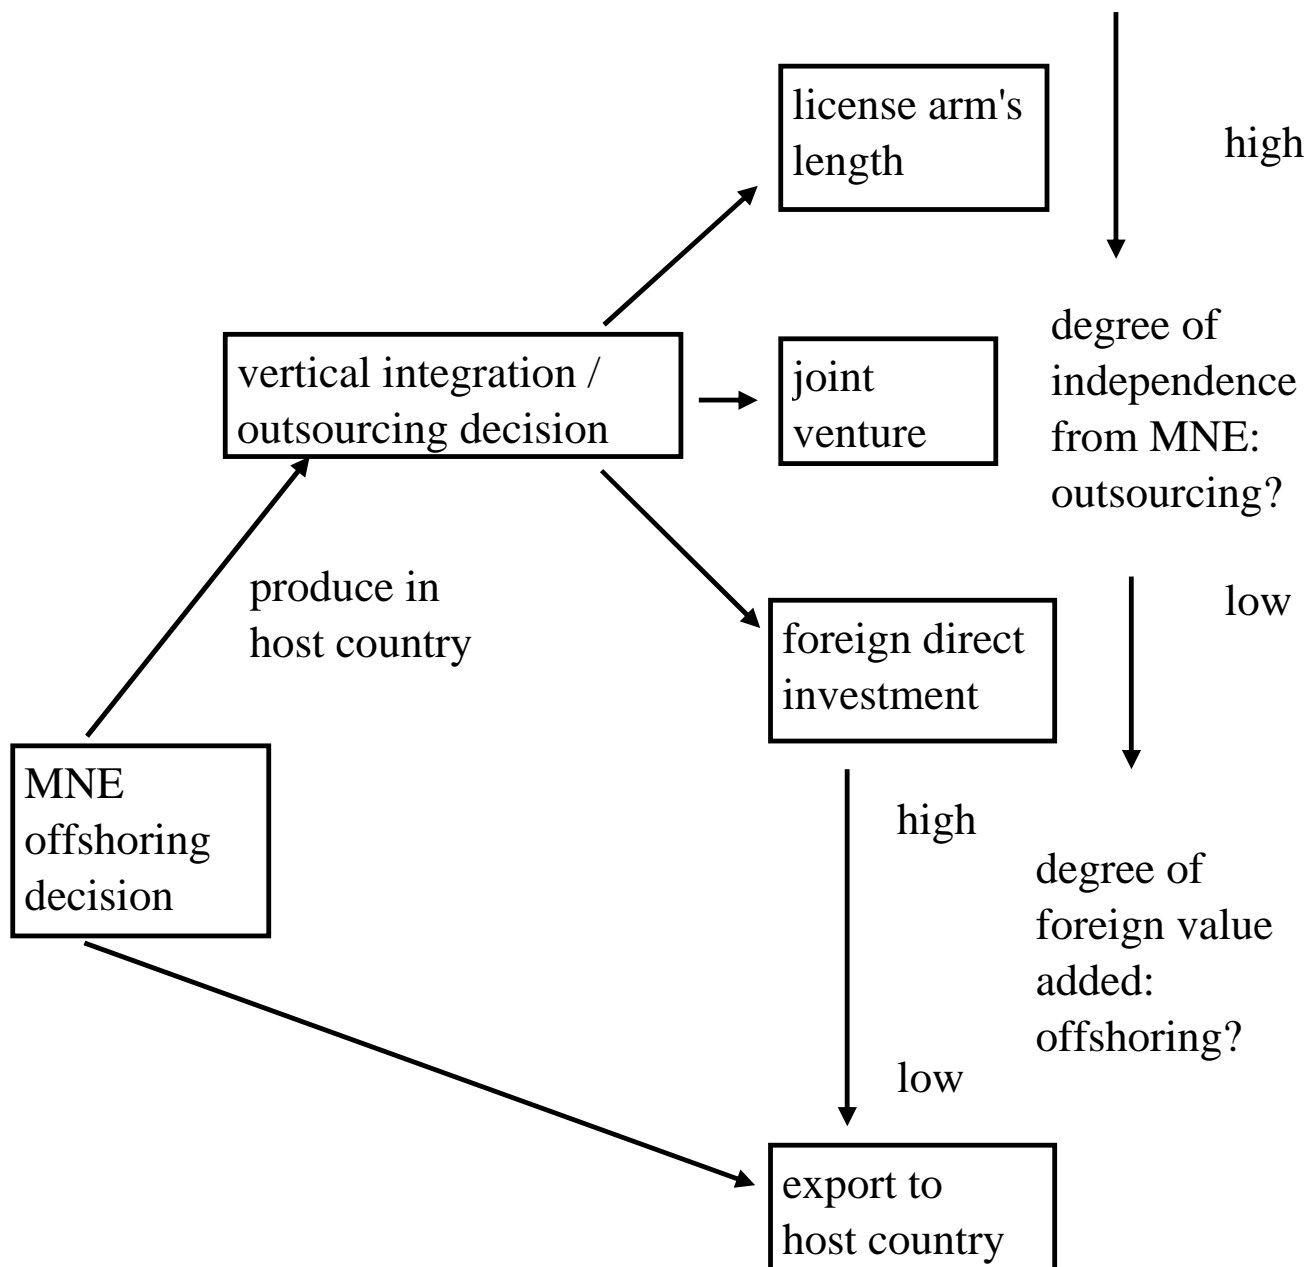 license arm's
length
high
vertical integration /
outsourcing decision
joint
venture
degree of
independence
from MNE:
outsourcing?
produce in
host country
low
foreign direct
investment
MNE
offshoring
decision
high
degree of
foreign value
added:
offshoring?
low
export to
host country